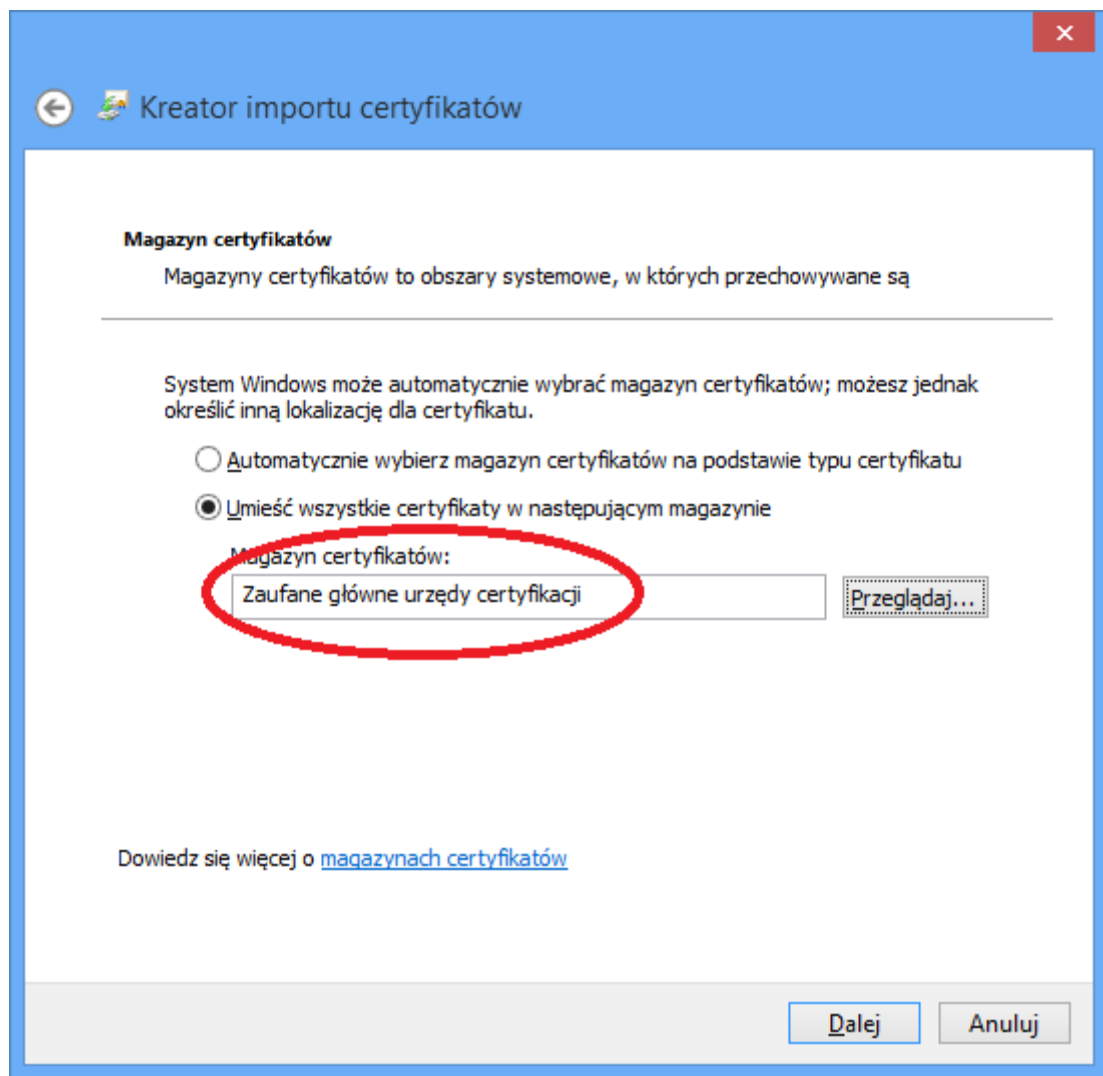 Kreator importu certyfikatów
Magazyn certyfikatów
Magazyny certyfikatów to obszary systemowe, w których przechowywane są
System Windows może automatycznie wybrać magazyn certyfikatów; możesz jednak
określić inną lokalizację dla certyfikatu.
Automatycznie wybierz magazyn certyfikatów na podstawie typu certyfikatu
Umieść wszystkie certyfikaty w następującym magazynie
Magazyn certyfikatów:
Zaufane główne urzędy certyfikacji
Przeglądaj...
Dowiedz się więcej o magazynach certyfikatów
Dalej
Anuluj